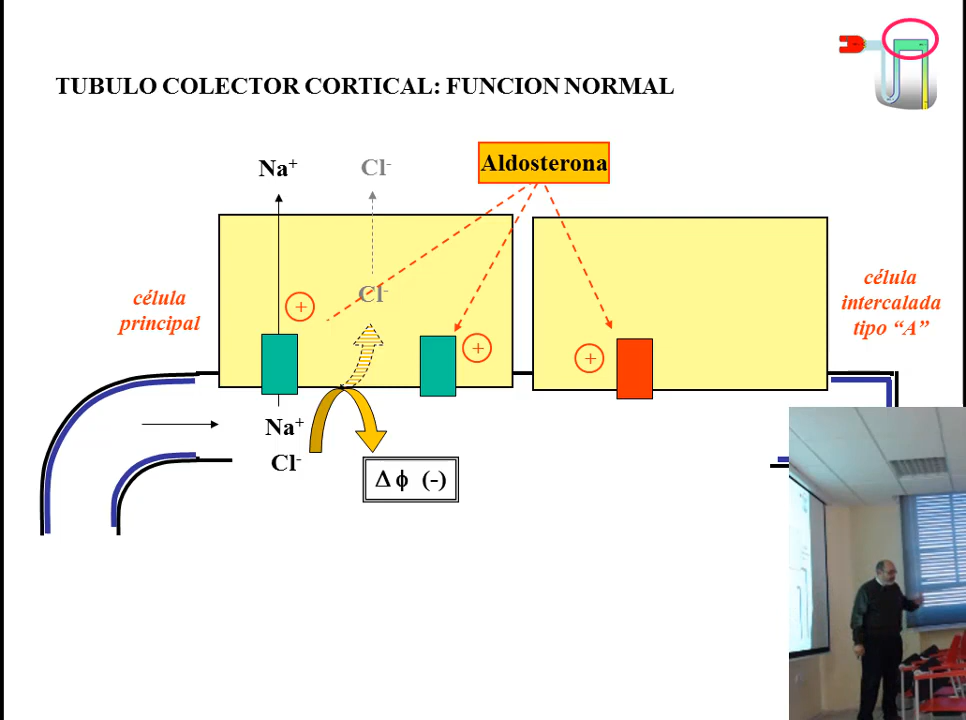 TUBULO COLECTOR CORTICAL: FUNCION NORMAL
Na⁺
Cl⁻
Aldosterona
célula
principal
+
Cl⁻
+
+
célula
intercalada
tipo “A”
Na⁺
Cl⁻
Δ ϕ (-)